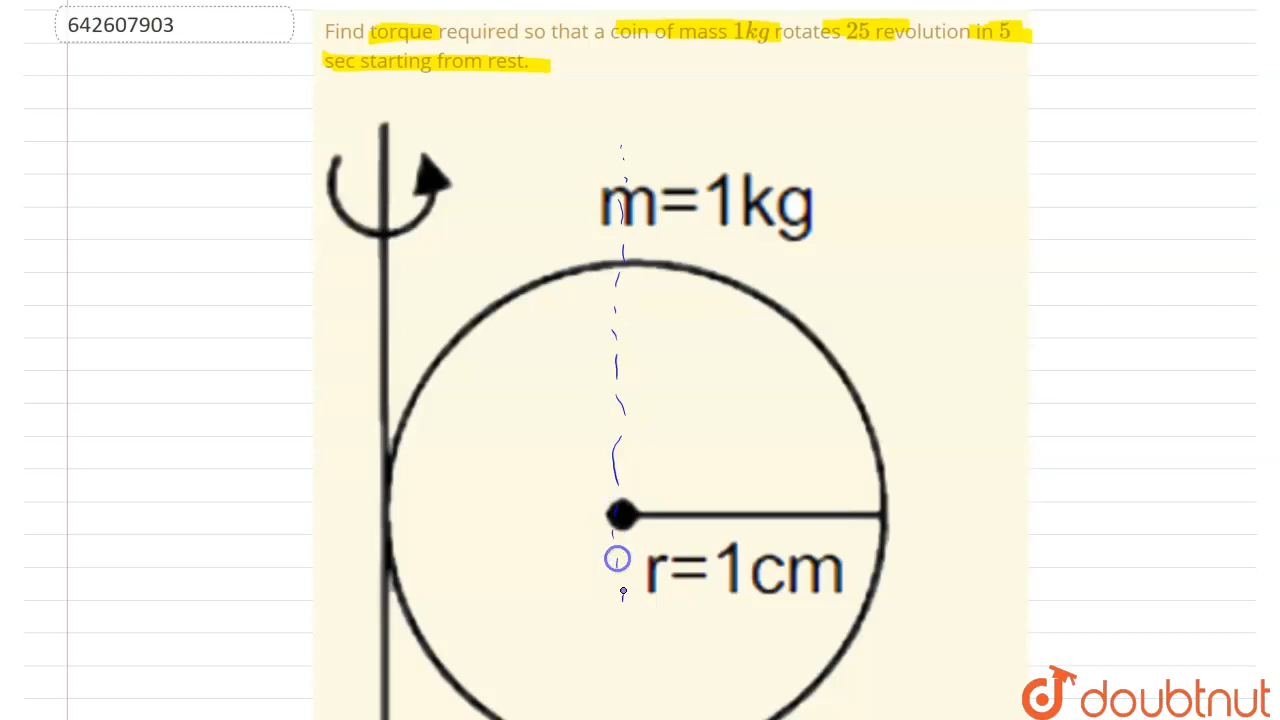 642607903
Find torque required so that a coin of mass 1kg rotates 25 revolution in 5
sec starting from rest.
m=1kg
r=1cm
doubtnut